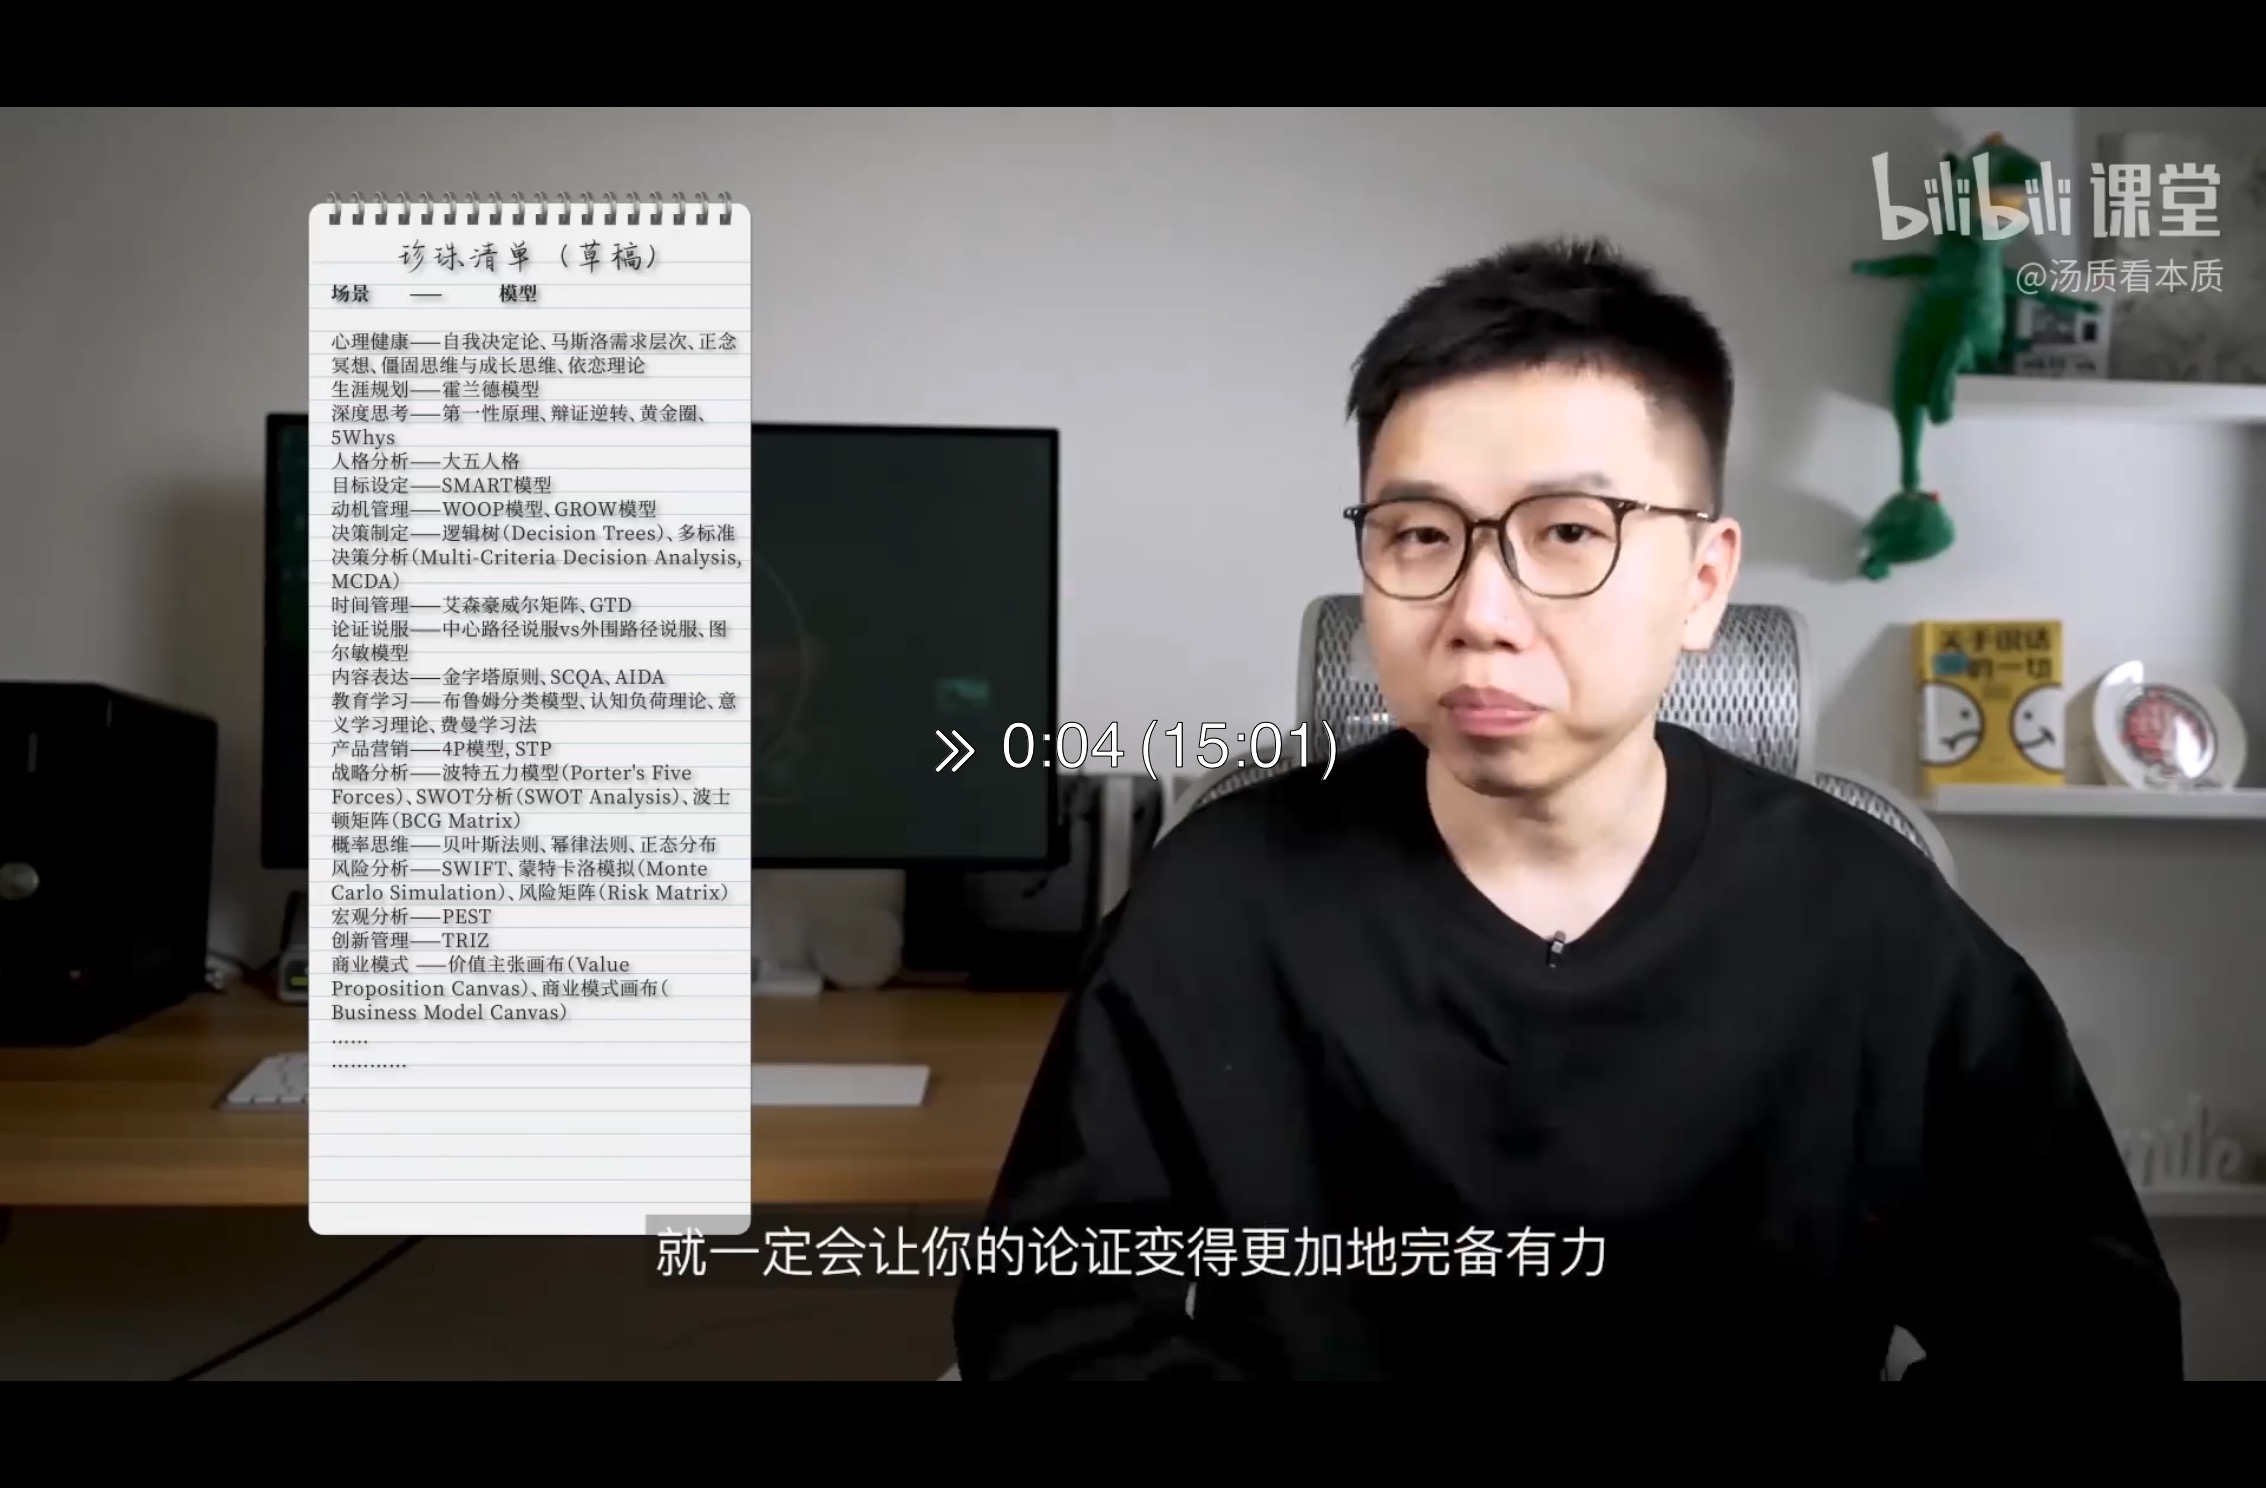 bilibili 课堂
@汤质看本质
珍珠清单（草稿）
场景 —— 模型
心理健康——自我决定论、马斯洛需求层次、正念
冥想、僵固思维与成长思维、依恋理论
生涯规划——霍兰德模型
深度思考——第一性原理、辩证逆转、黄金圈、
5Whys
人格分析——大五人格
目标设定——SMART模型
动机管理——WOOP模型、GROW模型
决策制定——逻辑树（Decision Trees）、多标准
决策分析（Multi-Criteria Decision Analysis,
MCDA）
时间管理——艾森豪威尔矩阵、GTD
论证说服——中心路径说服vs外围路径说服、图
尔敏模型
内容表达——金字塔原则、SCQA、AIDA
教育学习——布鲁姆分类模型、认知负荷理论、意
义学习理论、费曼学习法
产品营销——4P模型, STP
战略分析——波特五力模型（Porter's Five
Forces）、SWOT分析（SWOT Analysis）、波士
顿矩阵（BCG Matrix）
概率思维——贝叶斯法则、幂律法则、正态分布
风险分析——SWIFT、蒙特卡洛模拟（Monte
Carlo Simulation）、风险矩阵（Risk Matrix）
宏观分析——PEST
创新管理——TRIZ
商业模式 ——价值主张画布（Value
Proposition Canvas）、商业模式画布（
Business Model Canvas）
……
…………
关于说话
的一切
» 0:04 (15:01)
smile
就一定会让你的论证变得更加地完备有力